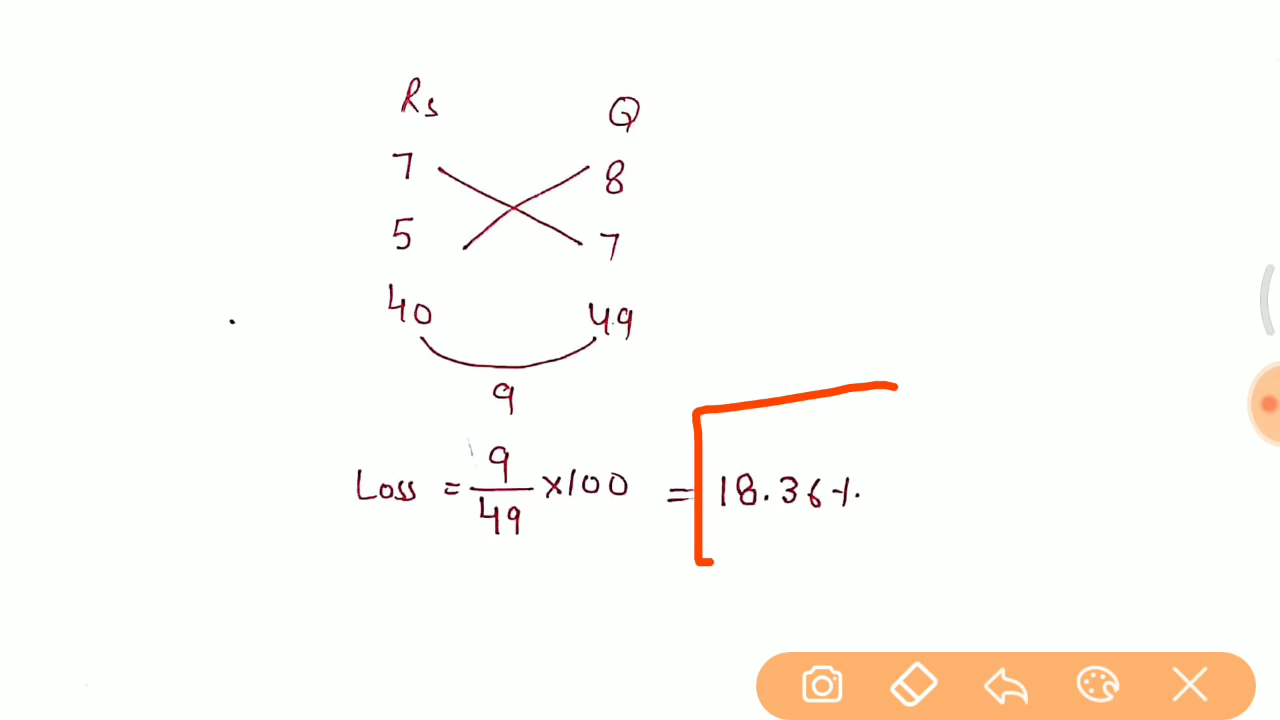 Rs Q
7 8
5 7
40 49
9
Loss = 9/49 ×100 = 18.36%